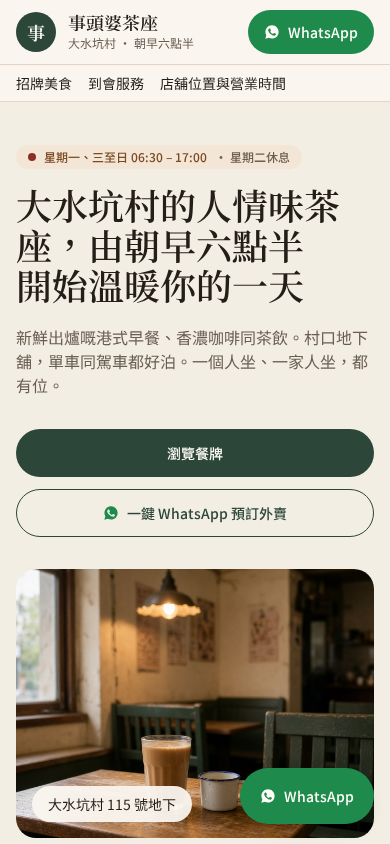 事
事頭婆茶座
大水坑村 · 朝早六點半
WhatsApp
招牌美食 到會服務 店舖位置與營業時間
星期一、三至日 06:30 – 17:00 · 星期二休息
大水坑村的人情味茶
座，由朝早六點半
開始溫暖你的一天
新鮮出爐嘅港式早餐、香濃咖啡同茶飲。村口地下
舖，單車同駕車都好泊。一個人坐、一家人坐，都
有位。
瀏覽餐牌
一鍵 WhatsApp 預訂外賣
大水坑村 115 號地下
WhatsApp